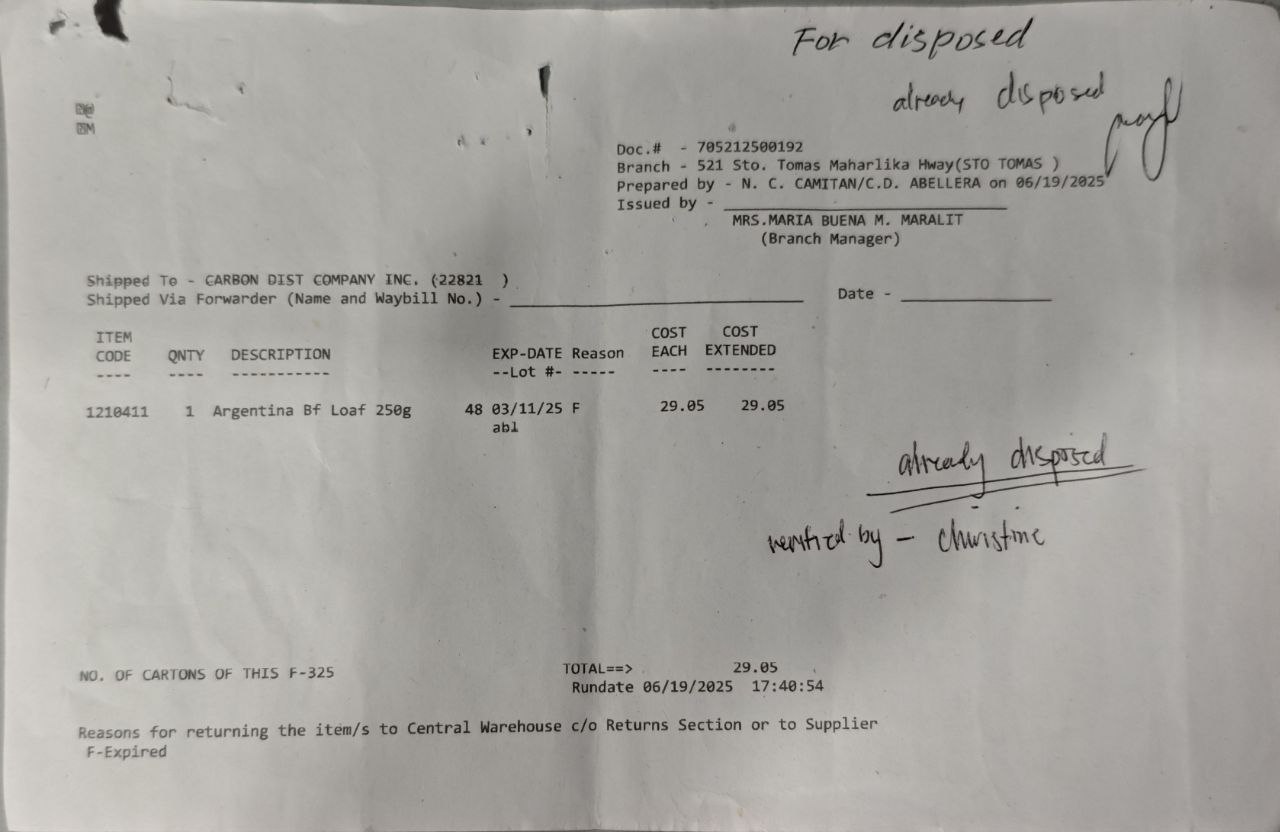 For disposed
already disposed
@
M
Doc.# - 705212500192
Branch - 521 Sto. Tomas Maharlika Hway(STO TOMAS )
Prepared by - N. C. CAMITAN/C.D. ABELLERA on 06/19/2025
Issued by - ____________________
MRS.MARIA BUENA M. MARALIT
(Branch Manager)
Shipped To - CARBON DIST COMPANY INC. (22821 )
Shipped Via Forwarder (Name and Waybill No.) - ____________________ Date - ____________________
ITEM COST COST
CODE QNTY DESCRIPTION EXP-DATE Reason EACH EXTENDED
---- ---- ----------- --Lot #- ----- ---- --------
1210411 1 Argentina Bf Loaf 250g 48 03/11/25 F 29.05 29.05
abl
already disposed
verified by - christine
NO. OF CARTONS OF THIS F-325 TOTAL==> 29.05
Rundate 06/19/2025 17:40:54
Reasons for returning the item/s to Central Warehouse c/o Returns Section or to Supplier
F-Expired